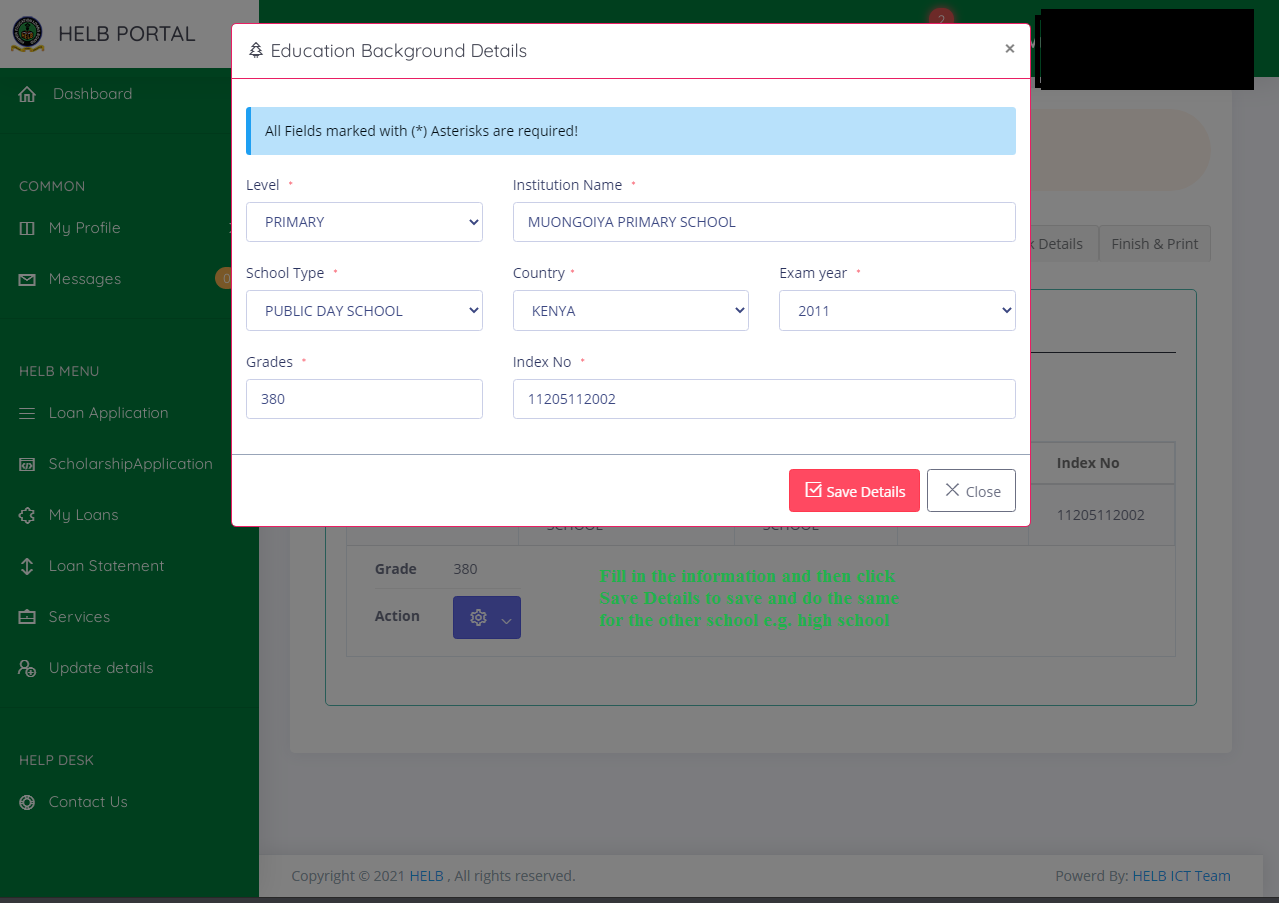 HELB PORTAL
2
Education Background Details
×
Dashboard
All Fields marked with (*) Asterisks are required!
COMMON
Level *
Institution Name *
PRIMARY
MUONGOIYA PRIMARY SCHOOL
My Profile
Details
Finish & Print
School Type *
Country *
Exam year *
Messages
0
PUBLIC DAY SCHOOL
KENYA
2011
HELB MENU
Grades *
Index No *
380
11205112002
Loan Application
ScholarshipApplication
Index No
Save Details
Close
My Loans
11205112002
SCHOOL
SCHOOL
Loan Statement
Grade
380
Fill in the information and then click
Save Details to save and do the same
for the other school e.g. high school
Services
Action
Update details
HELP DESK
Contact Us
Copyright © 2021 HELB , All rights reserved.
Powerd By: HELB ICT Team